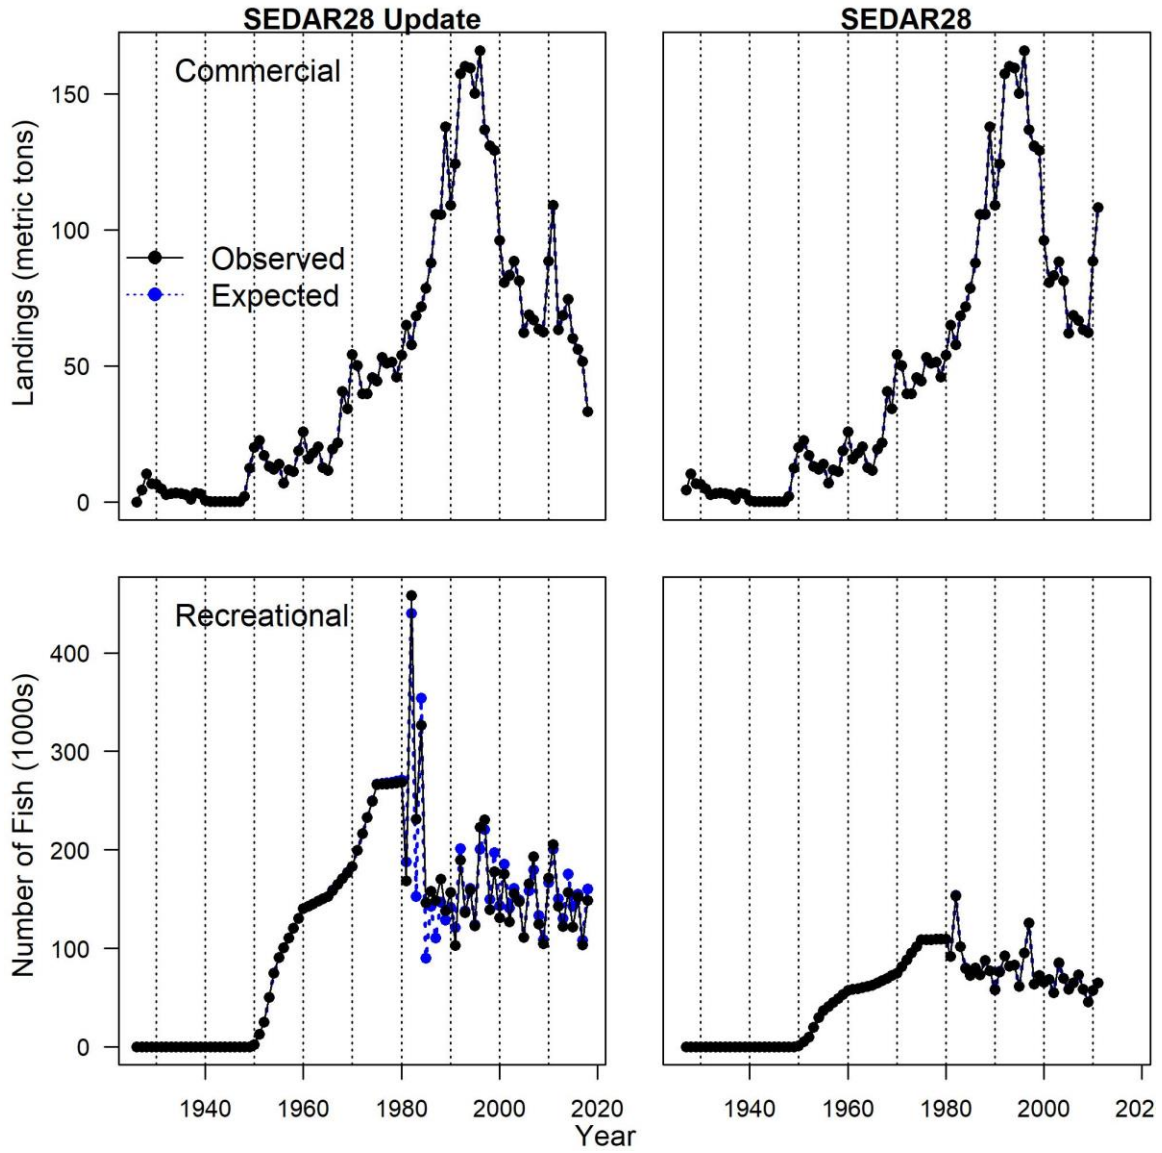 SEDAR28 Update
SEDAR28
Commercial
Observed
Expected
Landings (metric tons)
150
100
50
0
Recreational
Number of Fish (1000s)
400
300
200
100
0
1940 1960 1980 2000 2020
1940 1960 1980 2000 202
Year